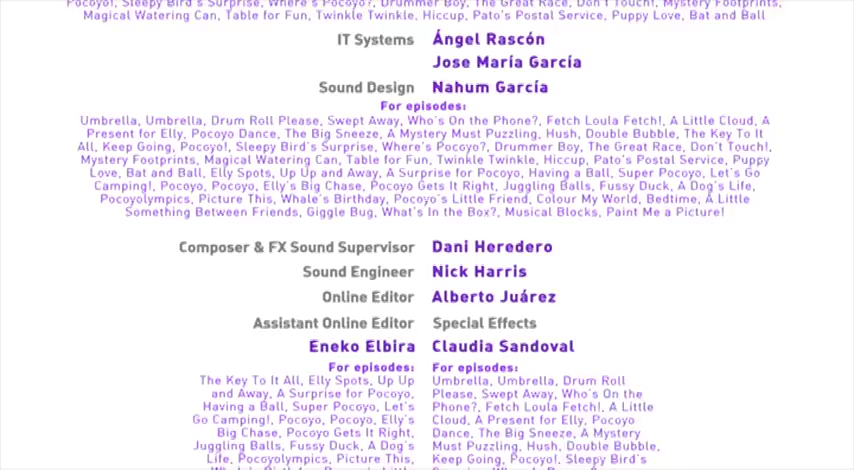 Pocoyo!, Sleepy Bird's Surprise, Where's Pocoyo?, Drummer Boy, The Great Race, Don't Touch!, Mystery Footprints,
Magical Watering Can, Table for Fun, Twinkle Twinkle, Hiccup, Pato's Postal Service, Puppy Love, Bat and Ball
IT Systems Ángel Rascón
Jose María García
Sound Design Nahum García
For episodes:
Umbrella, Umbrella, Drum Roll Please, Swept Away, Who's On the Phone?, Fetch Loula Fetch!, A Little Cloud, A
Present for Elly, Pocoyo Dance, The Big Sneeze, A Mystery Must Puzzling, Hush, Double Bubble, The Key To It
All, Keep Going, Pocoyo!, Sleepy Bird's Surprise, Where's Pocoyo?, Drummer Boy, The Great Race, Don't Touch!,
Mystery Footprints, Magical Watering Can, Table for Fun, Twinkle Twinkle, Hiccup, Pato's Postal Service, Puppy
Love, Bat and Ball, Elly Spots, Up Up and Away, A Surprise for Pocoyo, Having a Ball, Super Pocoyo, Let's Go
Camping!, Pocoyo, Pocoyo, Elly's Big Chase, Pocoyo Gets It Right, Juggling Balls, Fussy Duck, A Dog's Life,
Pocoyolympics, Picture This, Whale's Birthday, Pocoyo's Little Friend, Colour My World, Bedtime, A Little
Something Between Friends, Giggle Bug, What's In the Box?, Musical Blocks, Paint Me a Picture!
Composer & FX Sound Supervisor Dani Heredero
Sound Engineer Nick Harris
Online Editor Alberto Juárez
Assistant Online Editor Special Effects
Eneko Elbira Claudia Sandoval
For episodes: For episodes:
The Key To It All, Elly Spots, Up Up Umbrella, Umbrella, Drum Roll
and Away, A Surprise for Pocoyo, Please, Swept Away, Who's On the
Having a Ball, Super Pocoyo, Let's Phone?, Fetch Loula Fetch!, A Little
Go Camping!, Pocoyo, Pocoyo, Elly's Cloud, A Present for Elly, Pocoyo
Big Chase, Pocoyo Gets It Right, Dance, The Big Sneeze, A Mystery
Juggling Balls, Fussy Duck, A Dog's Must Puzzling, Hush, Double Bubble,
Life, Pocoyolympics, Picture This, Keep Going, Pocoyo!, Sleepy Bird's